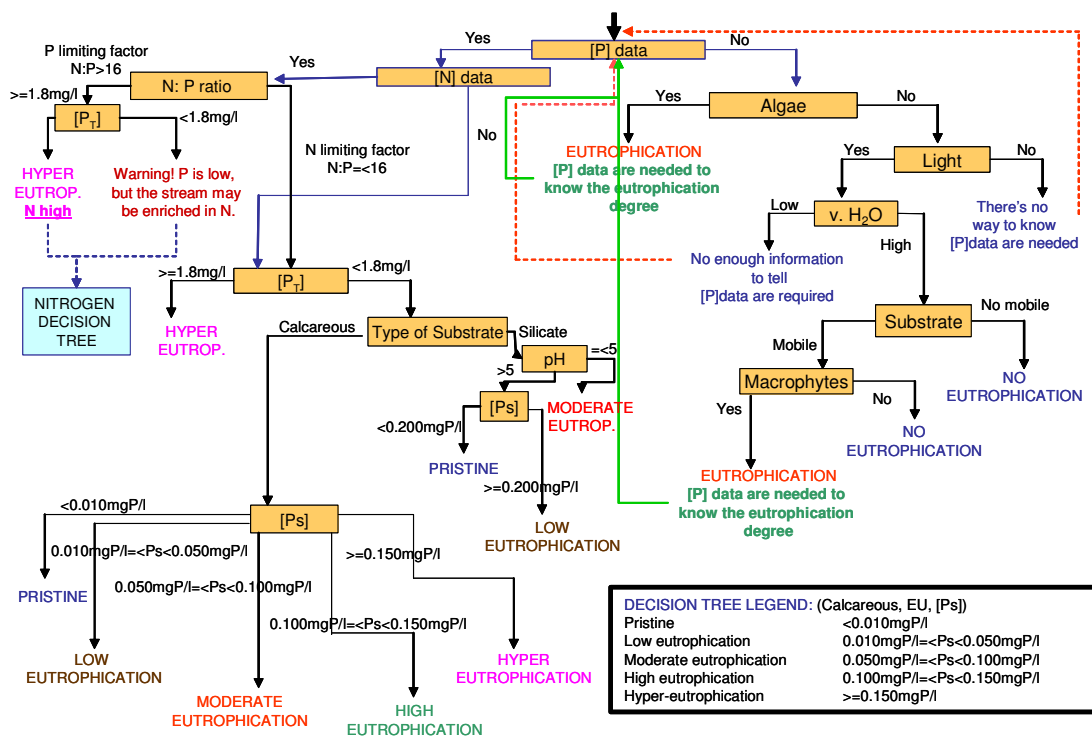 [P] data
Yes
No
P limiting factor
N:P>16
Yes
[N] data
N: P ratio
>=1.8mg/l
[PT]
<1.8mg/l
No
Yes
Algae
No
HYPER
EUTROP.
N high
Warning! P is low,
but the stream may
be enriched in N.
N limiting factor
N:P=<16
EUTROPHICATION
[P] data are needed to
know the eutrophication
degree
Yes
Light
No
Low
v. H2O
High
There's no
way to know
[P]data are needed
No enough information
to tell
[P]data are required
NITROGEN
DECISION
TREE
>=1.8mg/l
[PT]
<1.8mg/l
HYPER
EUTROP.
Calcareous
Type of Substrate
Silicate
pH
=<5
>5
Substrate
No mobile
Mobile
Macrophytes
Yes
No
NO
EUTROPHICATION
NO
EUTROPHICATION
[Ps]
MODERATE
EUTROP.
<0.200mgP/l
PRISTINE
>=0.200mgP/l
LOW
EUTROPHICATION
EUTROPHICATION
[P] data are needed to
know the eutrophication
degree
<0.010mgP/l
[Ps]
0.010mgP/l=<Ps<0.050mgP/l
>=0.150mgP/l
0.050mgP/l=<Ps<0.100mgP/l
PRISTINE
0.100mgP/l=<Ps<0.150mgP/l
LOW
EUTROPHICATION
HYPER
EUTROPHICATION
MODERATE
EUTROPHICATION
HIGH
EUTROPHICATION
DECISION TREE LEGEND: (Calcareous, EU, [Ps])
Pristine <0.010mgP/l
Low eutrophication 0.010mgP/l=<Ps<0.050mgP/l
Moderate eutrophication 0.050mgP/l=<Ps<0.100mgP/l
High eutrophication 0.100mgP/l=<Ps<0.150mgP/l
Hyper-eutrophication >=0.150mgP/l